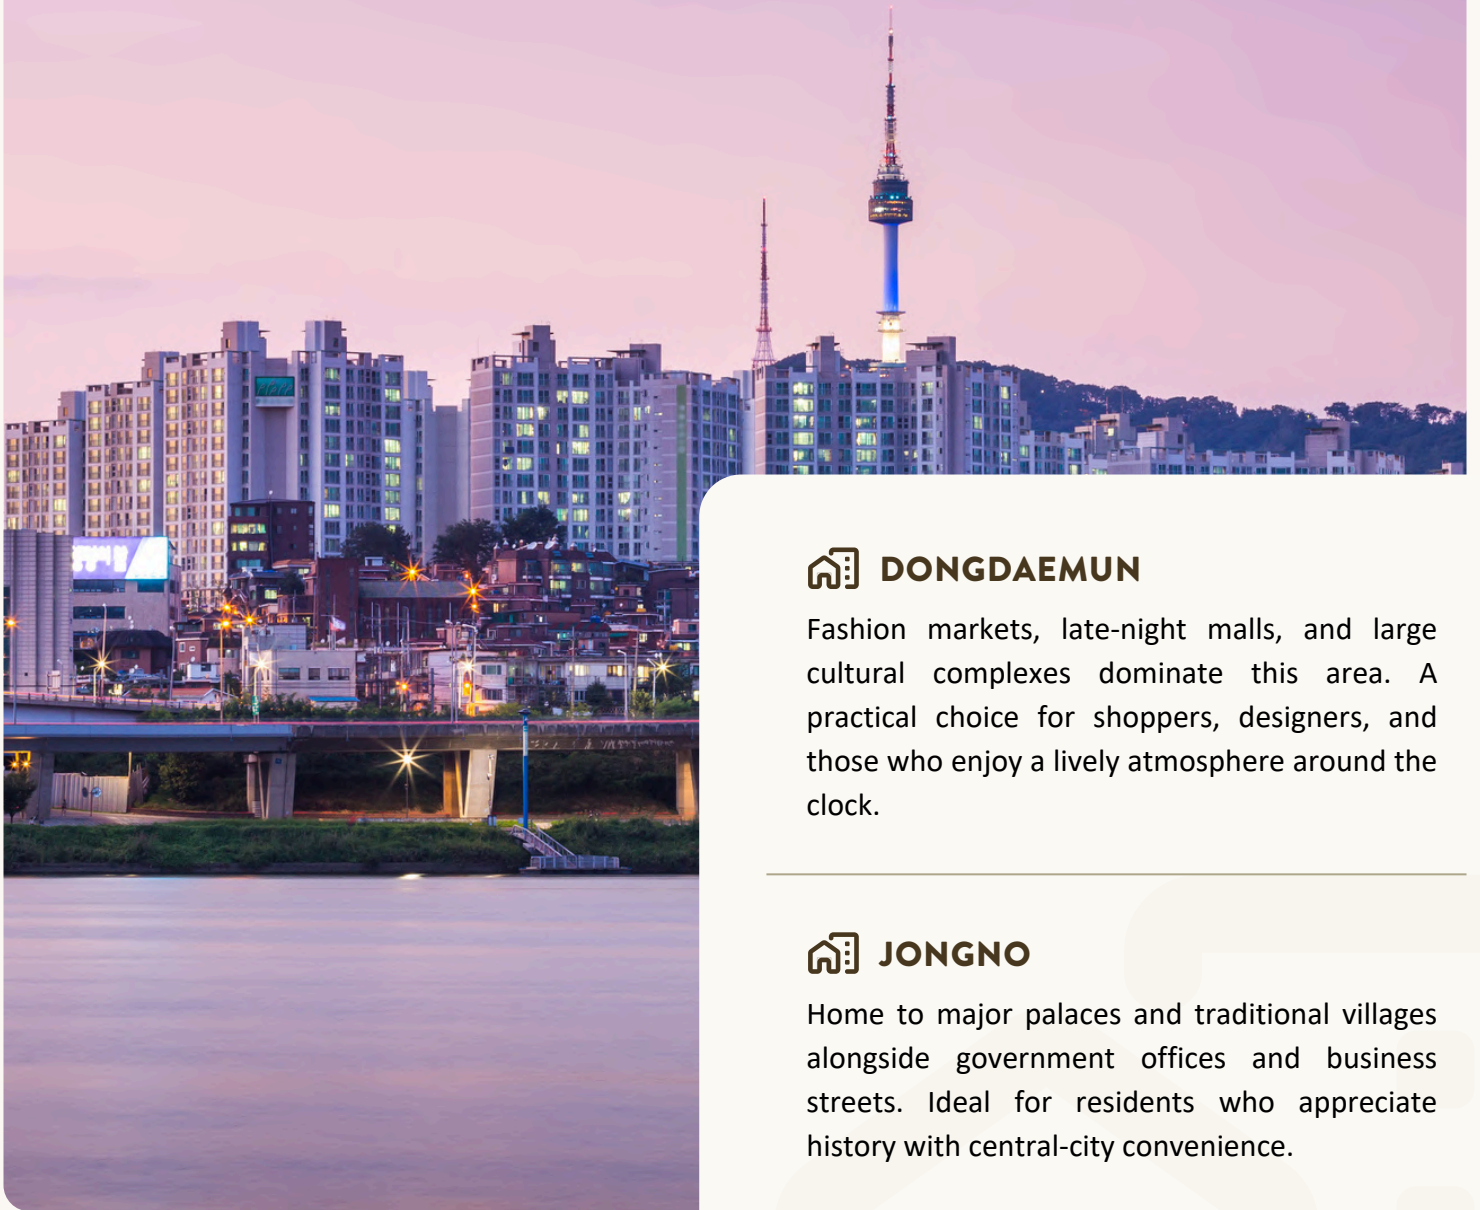 DONGDAEMUN
Fashion markets, late-night malls, and large
cultural complexes dominate this area. A
practical choice for shoppers, designers, and
those who enjoy a lively atmosphere around the
clock.
JONGNO
Home to major palaces and traditional villages
alongside government offices and business
streets. Ideal for residents who appreciate
history with central-city convenience.